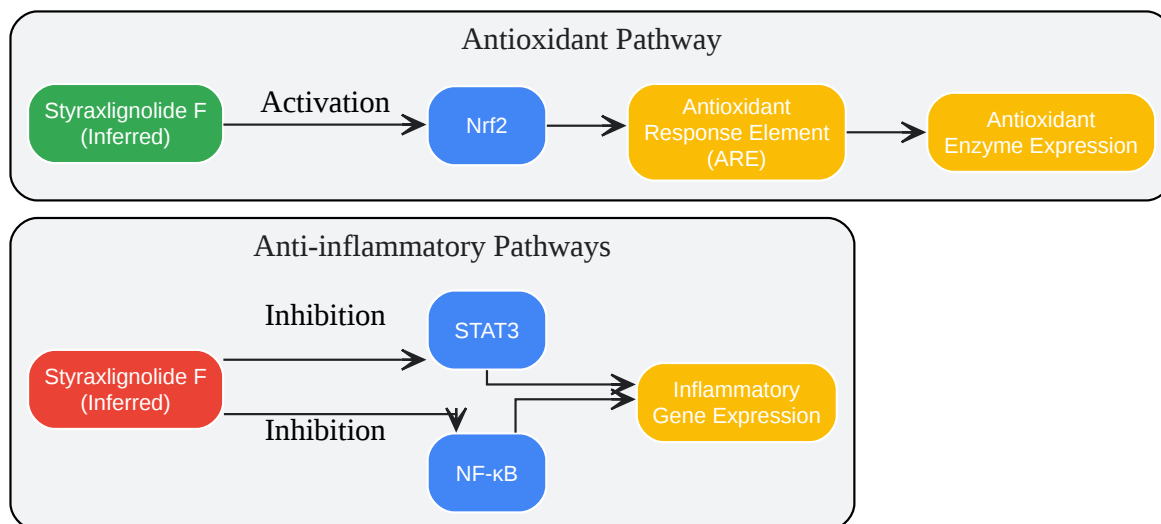 Antioxidant Pathway
Styraxlignolide F
(Inferred)
Activation
Nrf2
Antioxidant
Response Element
(ARE)
Antioxidant
Enzyme Expression
Anti-inflammatory Pathways
Inhibition
STAT3
Styraxlignolide F
(Inferred)
Inflammatory
Gene Expression
Inhibition
NF-κB